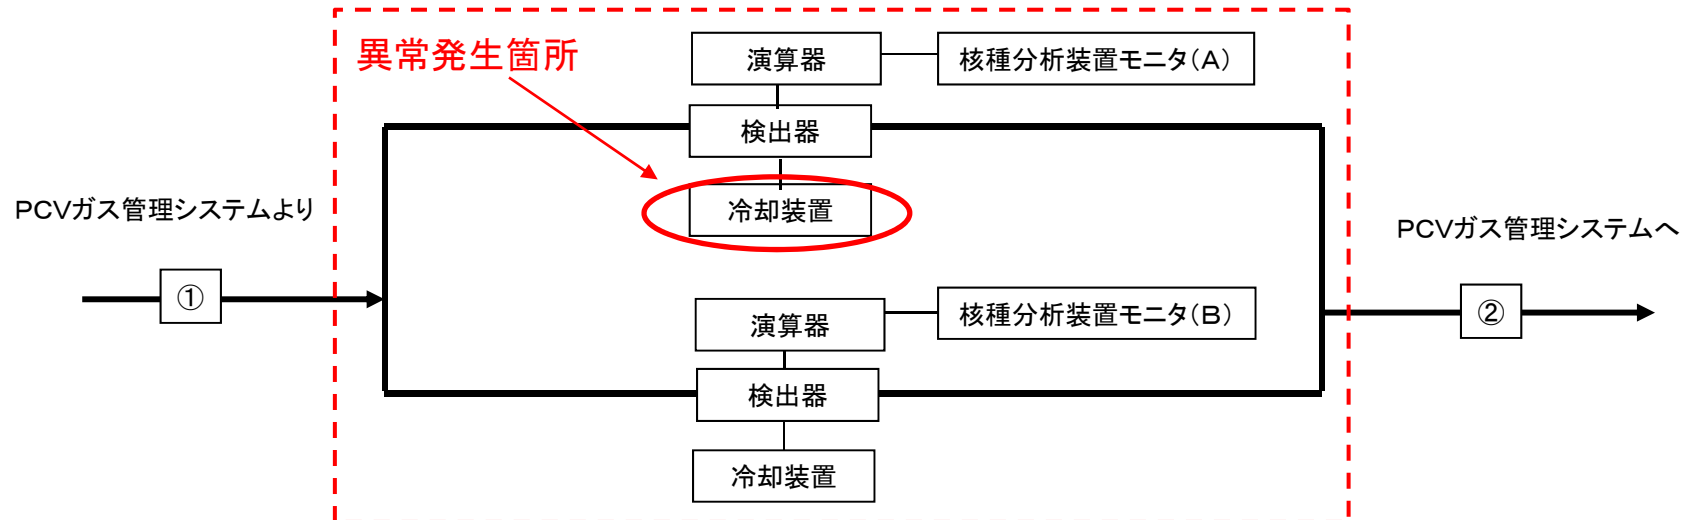 異常発生箇所
演算器
核種分析装置モニタ(A)
検出器
冷却装置
PCVガス管理システムより
①
演算器
核種分析装置モニタ(B)
検出器
冷却装置
PCVガス管理システムへ
②